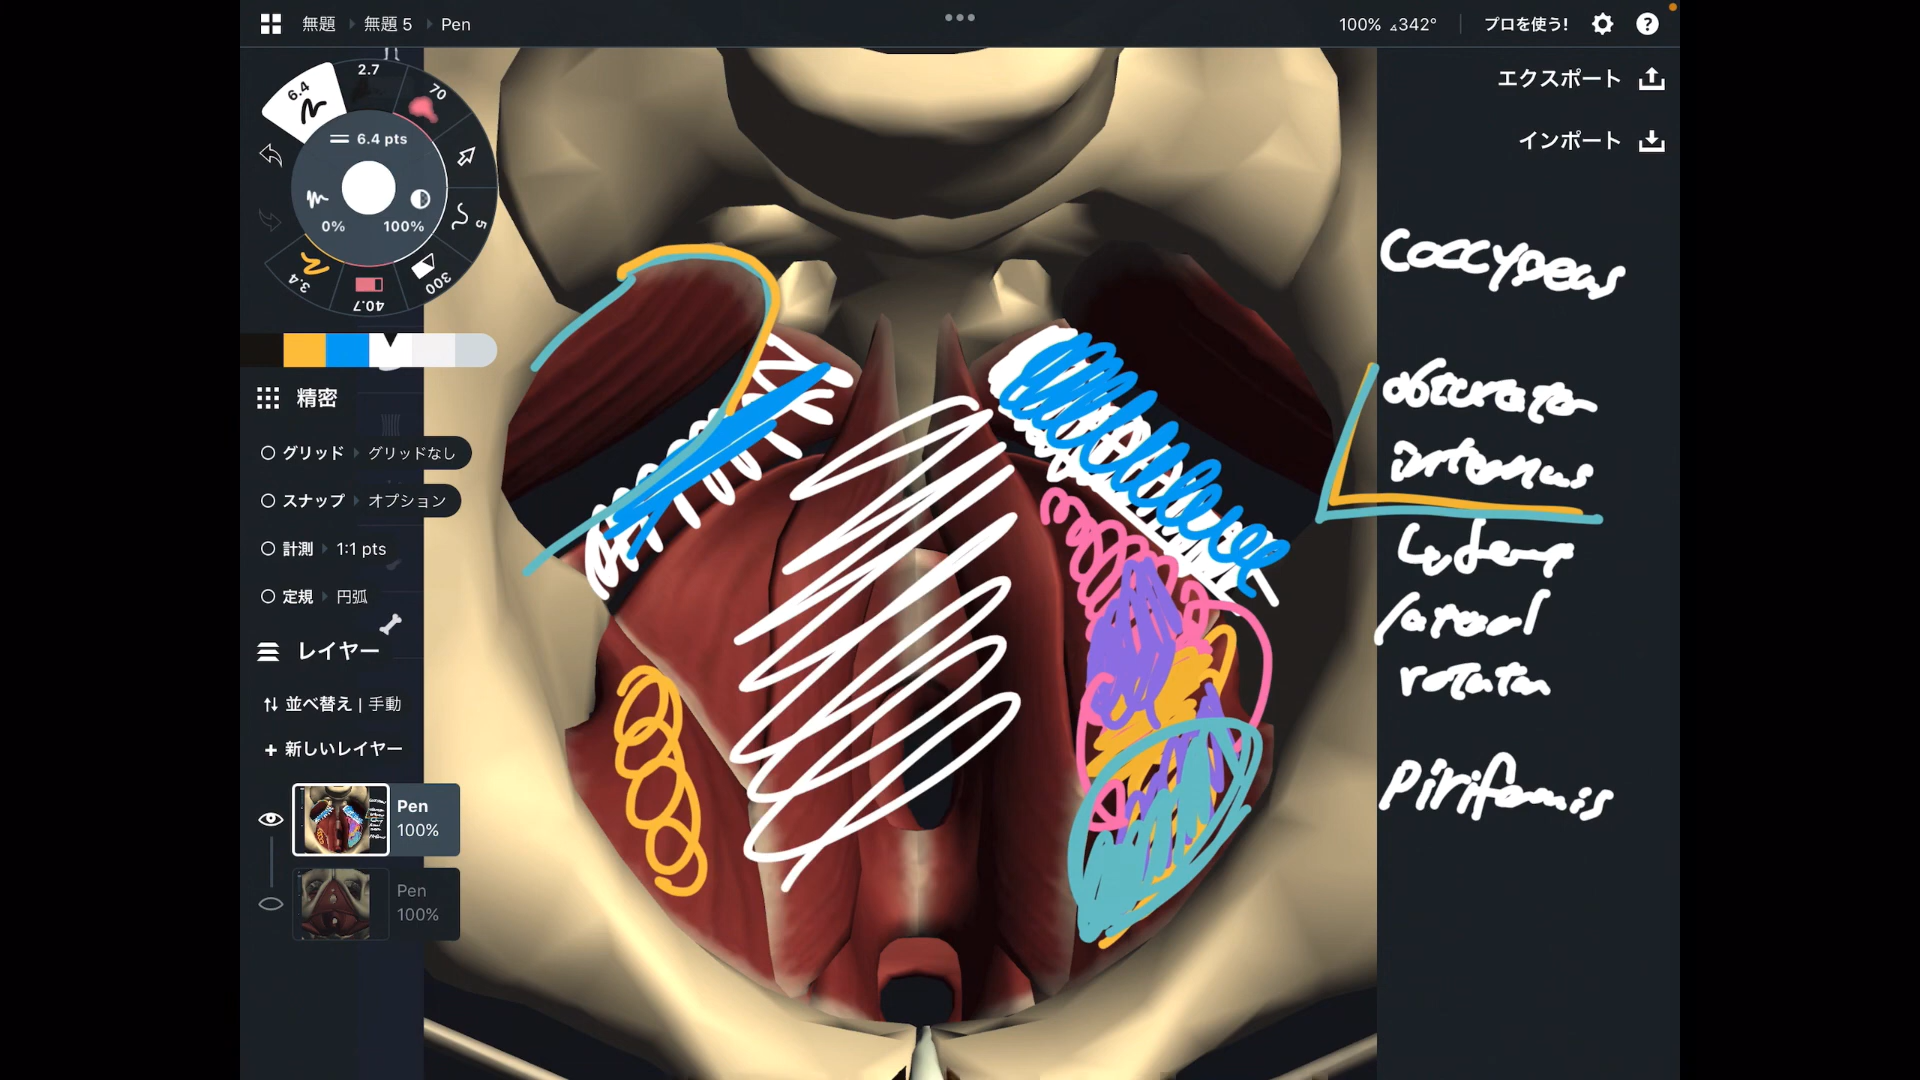 無題 無題 5 Pen
100% 342° プロを使う!
エクスポート
インポート
2.7
6.4
70
6.4 pts
0% 100%
5
300
40.7
3.4
精密
グリッド グリッドなし
スナップ オプション
計測 1:1 pts
定規 円弧
レイヤー
並べ替え | 手動
+ 新しいレイヤー
Pen
100%
Pen
100%
Coccygeus
obturator
internus
lateral
rotator
Piriformis